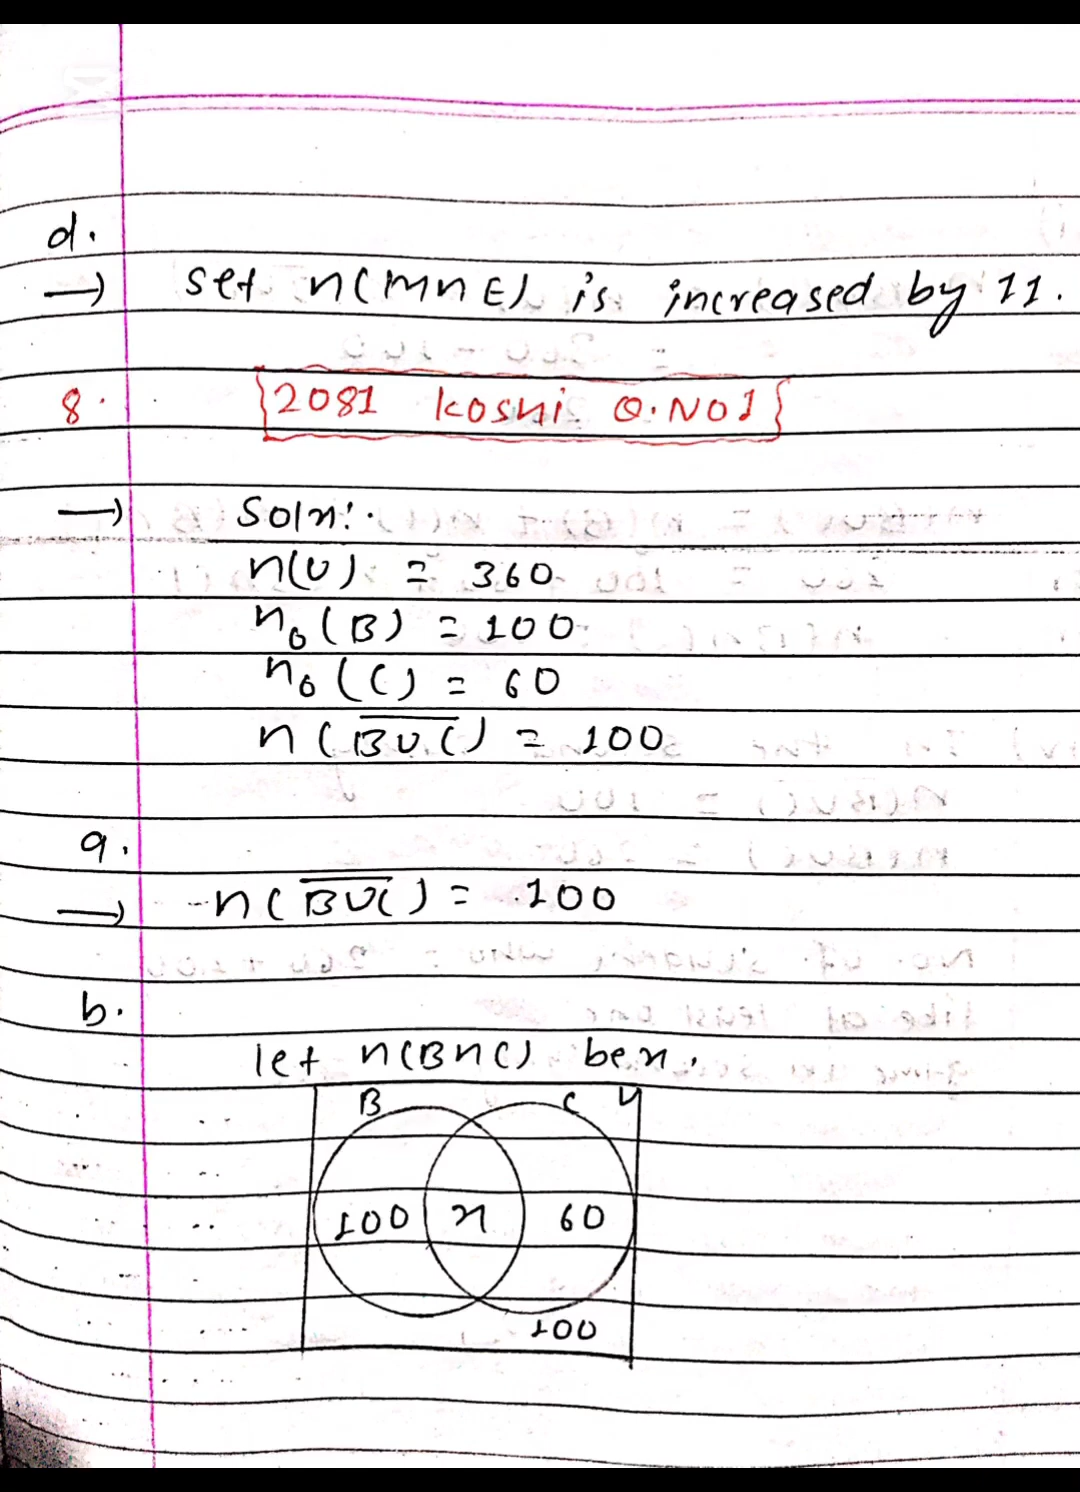 d.
→ set n(M∩E) is increased by 11.
8. {2081 Koshi Q.NO1}
→ Soln:.
n(U) = 360
n₀(B) = 100
n₀(C) = 60
n(B̅U̅C̅) = 100
a.
→ n(B̅U̅C̅) = 100
b.
let n(B∩C) be x.
B C U
100 x 60
100